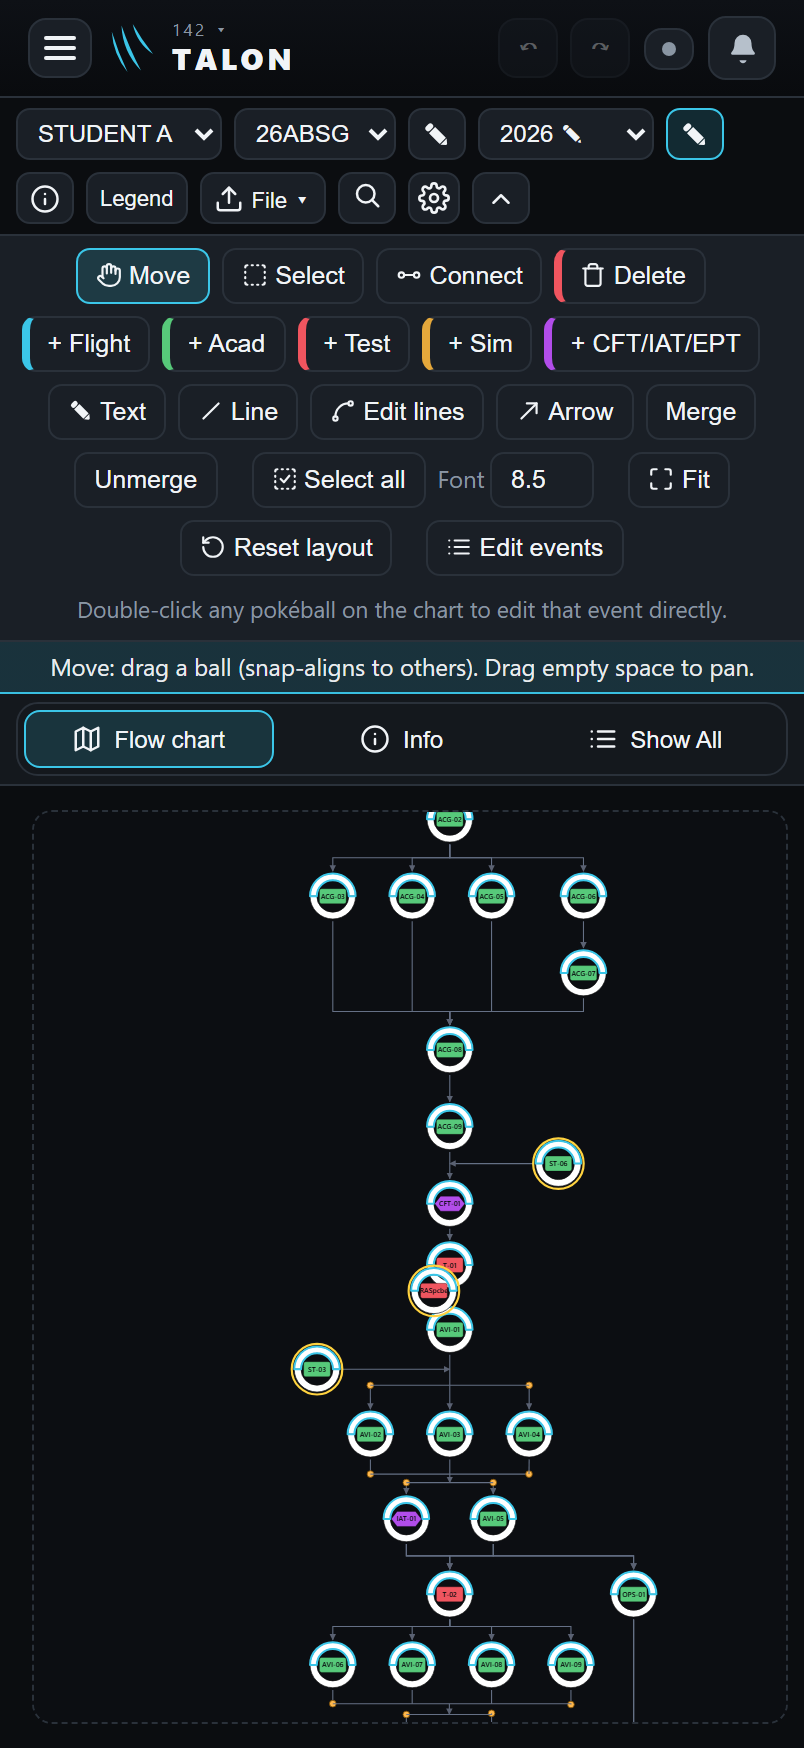 142
TALON
STUDENT A 26ABSG 2026
Legend File
Move Select Connect Delete
+ Flight + Acad + Test + Sim + CFT/IAT/EPT
Text Line Edit lines Arrow Merge
Unmerge Select all Font 8.5 Fit
Reset layout Edit events
Double-click any pokéball on the chart to edit that event directly.
Move: drag a ball (snap-aligns to others). Drag empty space to pan.
Flow chart Info Show All
ACG-02
ACG-03 ACG-04 ACG-05 ACG-06
ACG-07
ACG-08
ACG-09
ST-06
CFT-01
T-01
AVI-01
ST-03
AVI-02 AVI-03 AVI-04
IAT-01 AVI-05
T-02 OPS-01
AVI-06 AVI-07 AVI-08 AVI-09